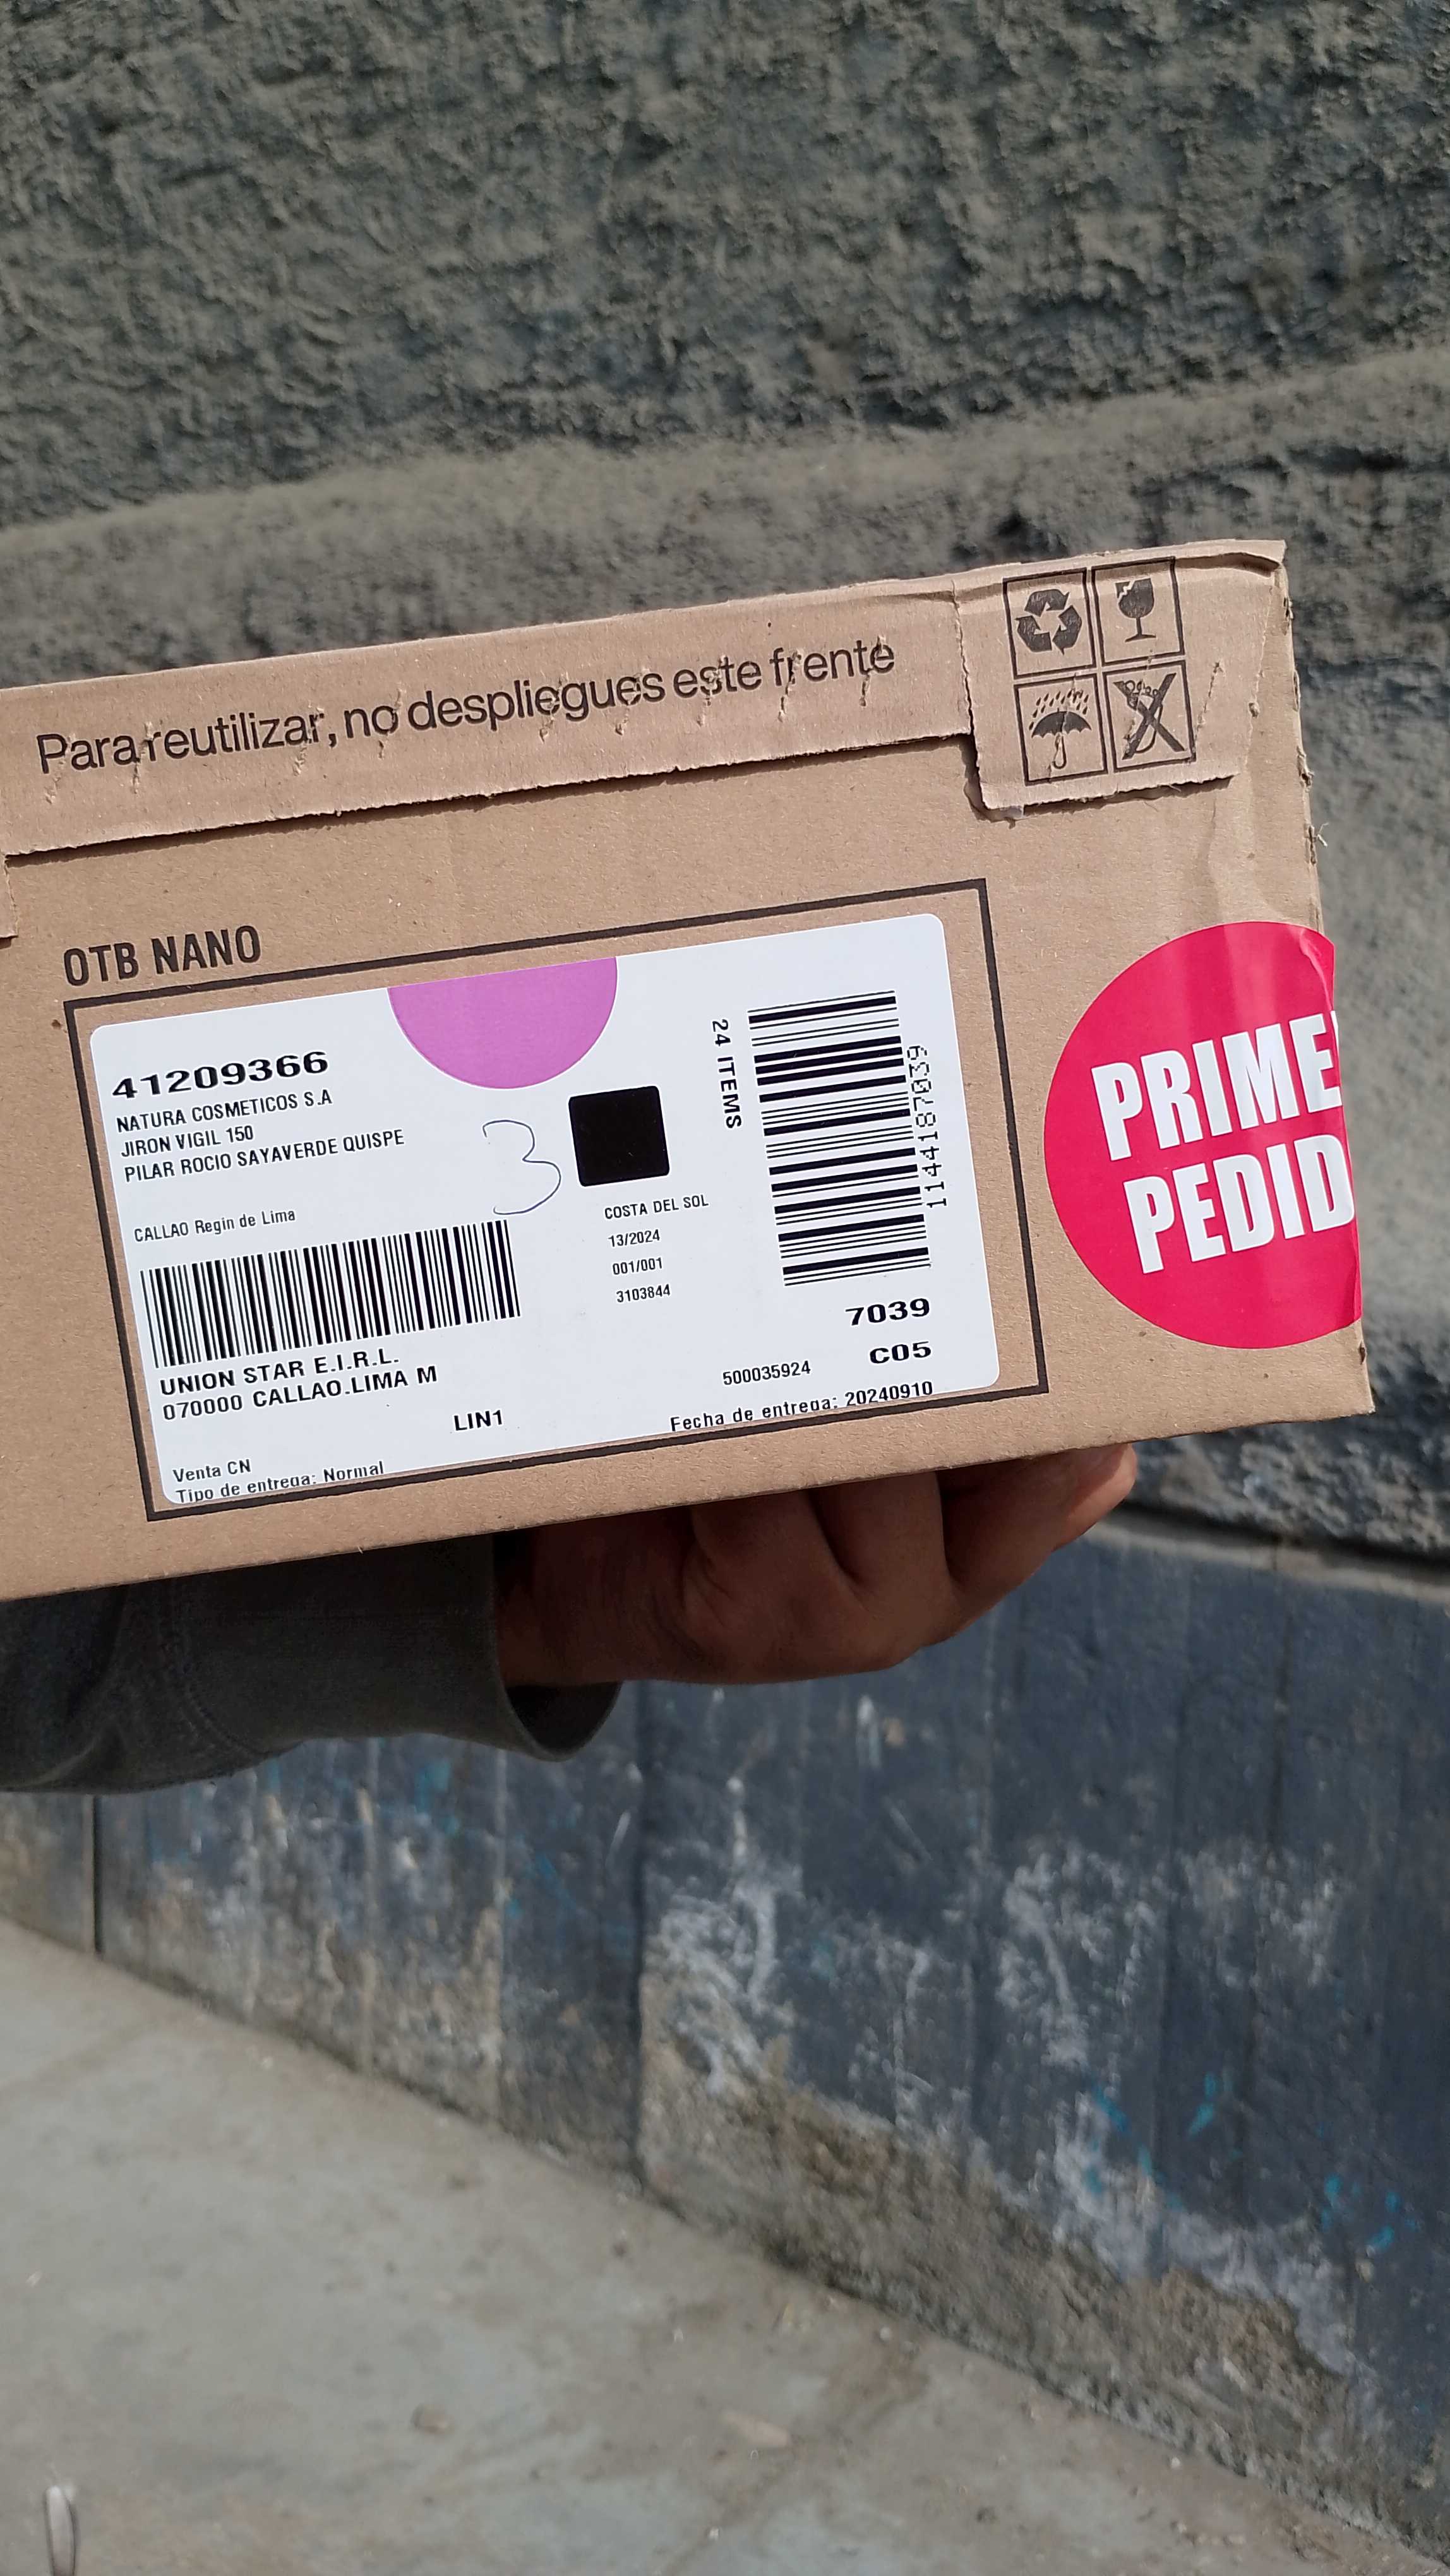 Para reutilizar, no despliegues este frente
OTB NANO
41209366
NATURA COSMETICOS S.A
JIRON VIGIL 150
PILAR ROCIO SAYAVERDE QUISPE
CALLAO Regin de Lima
UNION STAR E.I.R.L.
070000 CALLAO.LIMA M
LIN1
Venta CN
Tipo de entrega: Normal
3
COSTA DEL SOL
13/2024
001/001
3103844
24 ITEMS
1144187039
7039
C05
500035924
Fecha de entrega: 20240910
PRIME
PEDID